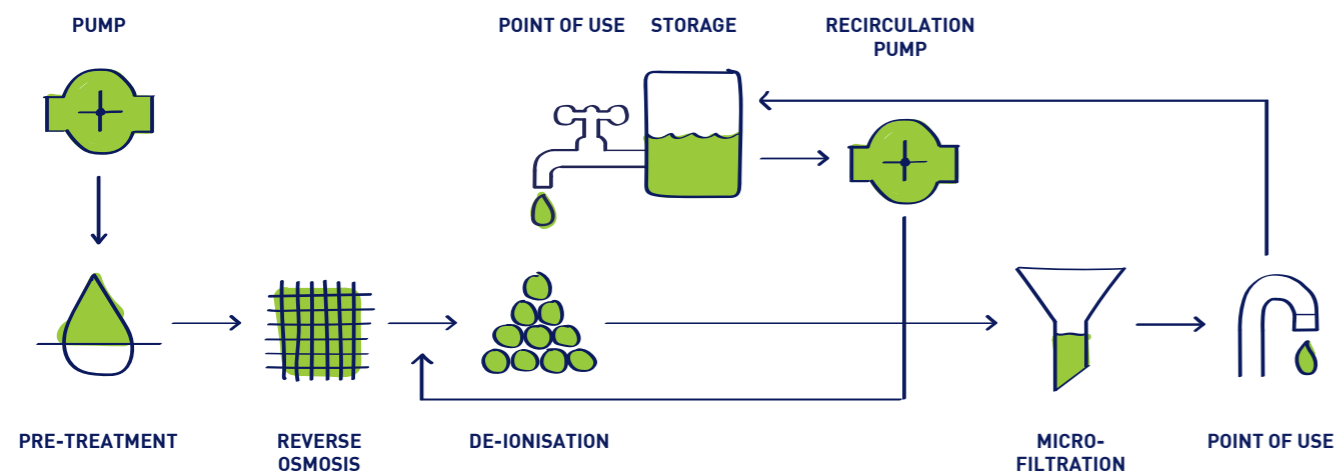 PUMP
POINT OF USE
STORAGE
RECIRCULATION
PUMP
PRE-TREATMENT
REVERSE
OSMOSIS
DE-IONISATION
MICRO-
FILTRATION
POINT OF USE